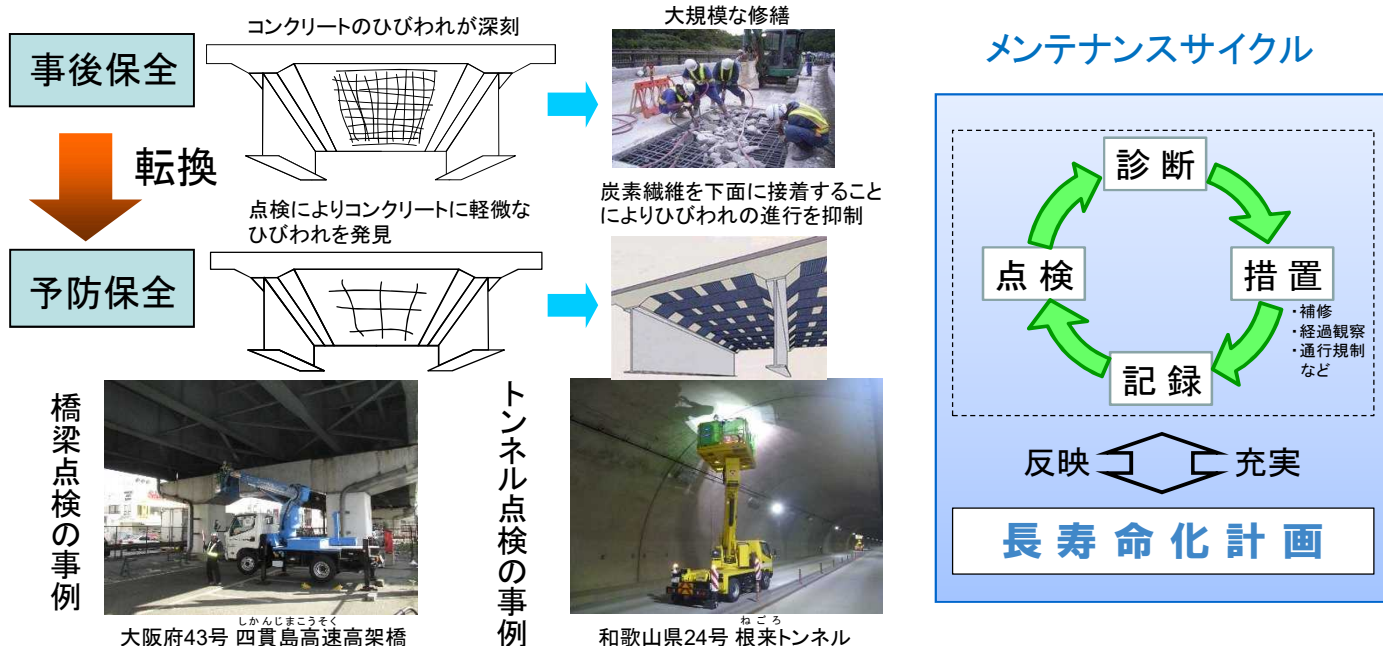 コンクリートのひびわれが深刻
大規模な修繕
事後保全
転換
点検によりコンクリートに軽微な
ひびわれを発見
炭素繊維を下面に接着すること
によりひびわれの進行を抑制
予防保全
橋梁点検の事例
しかんじまこうそく
大阪府43号 四貫島高速高架橋
トンネル点検の事例
ねごろ
和歌山県24号 根来トンネル
メンテナンスサイクル
診断
点検
措置
・補修
・経過観察
・通行規制
など
記録
反映
充実
長寿命化計画